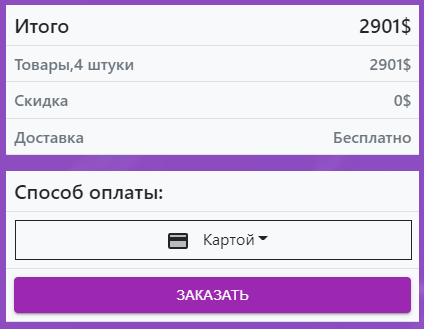 Итого 2901$
Товары,4 штуки 2901$
Скидка 0$
Доставка Бесплатно
Способ оплаты:
Картой
ЗАКАЗАТЬ